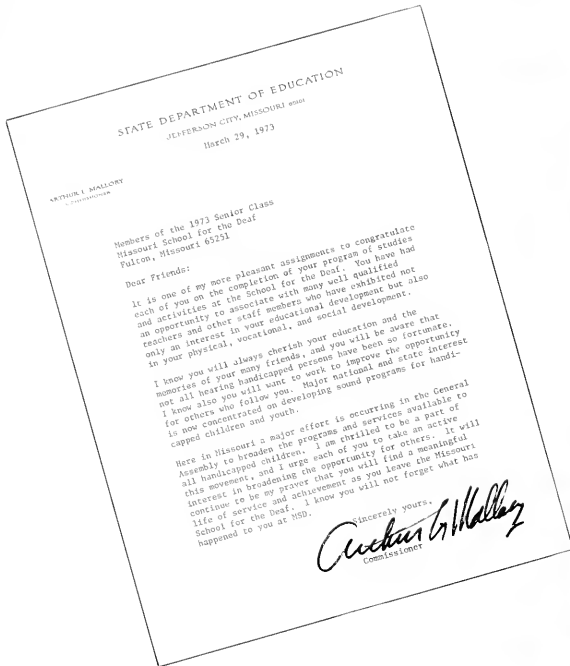 STATE DEPARTMENT OF EDUCATION
JEFFERSON CITY, MISSOURI
March 29, 1973
ARTHUR L. MALLORY
Members of the 1973 Senior Class
Missouri School for the Deaf
Fulton, Missouri 65251
Dear Friends:
It is one of my more pleasant assignments to congratulate
each of you on the completion of your program of studies
and activities at the School for the Deaf. You have had
an opportunity to associate with many well qualified
teachers and other staff members who have exhibited not
only an interest in your educational development but also
in your physical, vocational, and social development.
I know you will always cherish your education and the
memories of your many friends, and you will be aware that
not all hearing handicapped persons have been so fortunate.
I know also you will want to work to improve the opportunity
for others who follow you. Major national and state interest
is now concentrated on developing sound programs for handi-
capped children and youth.
Here in Missouri a major effort is occurring in the General
Assembly to broaden the programs and services available to
all handicapped children. I am thrilled to be a part of
this movement, and I urge each of you to take an active
interest in broadening the opportunity for others. It will
continue to be my prayer that you will find a meaningful
life of service and achievement as you leave the Missouri
School for the Deaf. I know you will not forget what has
happened to you at MSD.
Sincerely yours,
Arthur L Mallory
Commissioner